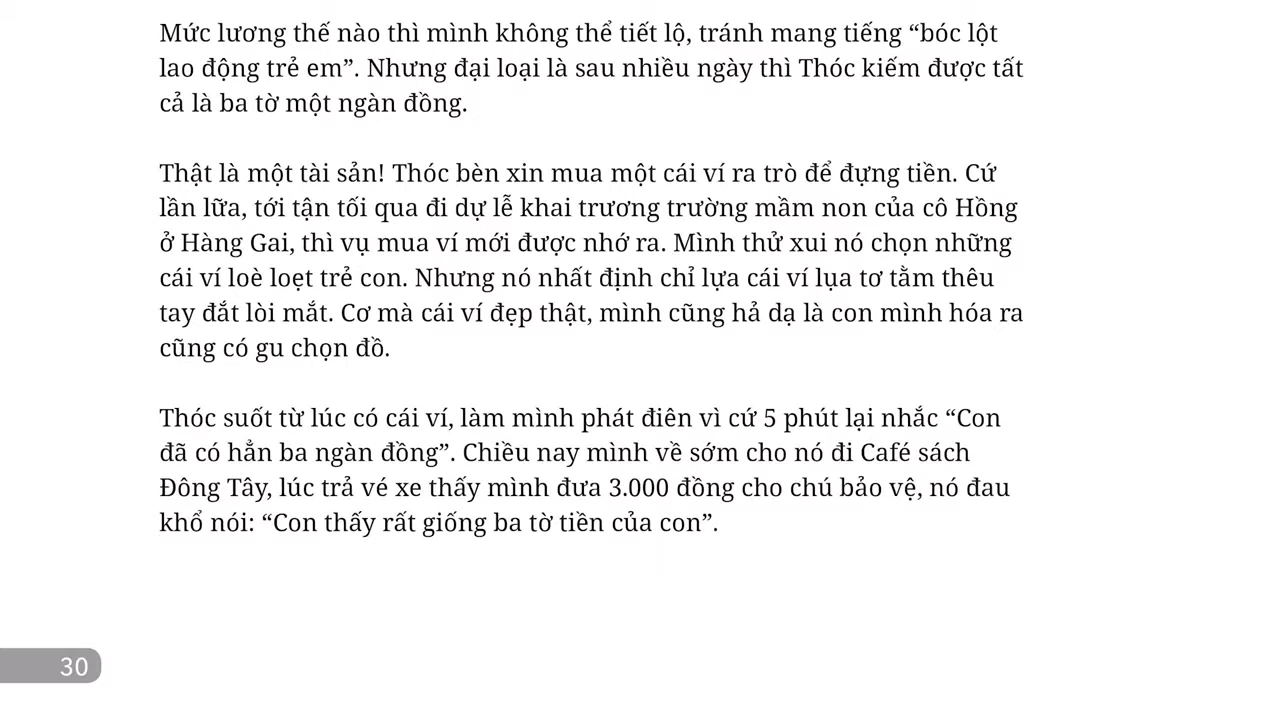 Mức lương thế nào thì mình không thể tiết lộ, tránh mang tiếng “bóc lột
lao động trẻ em”. Nhưng đại loại là sau nhiều ngày thì Thóc kiếm được tất
cả là ba tờ một ngàn đồng.
Thật là một tài sản! Thóc bèn xin mua một cái ví ra trò để đựng tiền. Cứ
lần lữa, tới tận tối qua đi dự lễ khai trương trường mầm non của cô Hồng
ở Hàng Gai, thì vụ mua ví mới được nhớ ra. Mình thử xui nó chọn những
cái ví loè loẹt trẻ con. Nhưng nó nhất định chỉ lựa cái ví lụa tơ tằm thêu
tay đắt lòi mắt. Cơ mà cái ví đẹp thật, mình cũng hả dạ là con mình hóa ra
cũng có gu chọn đồ.
Thóc suốt từ lúc có cái ví, làm mình phát điên vì cứ 5 phút lại nhắc “Con
đã có hẳn ba ngàn đồng”. Chiều nay mình về sớm cho nó đi Café sách
Đông Tây, lúc trả vé xe thấy mình đưa 3.000 đồng cho chú bảo vệ, nó đau
khổ nói: “Con thấy rất giống ba tờ tiền của con”.
30